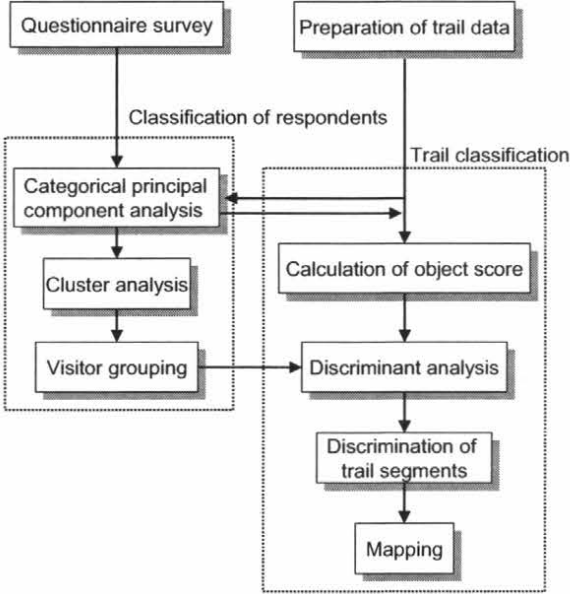 Questionnaire survey
Preparation of trail data
Classification of respondents
Trail classification
Categorical principal
component analysis
Calculation of object score
Cluster analysis
Visitor grouping
Discriminant analysis
Discrimination of
trail segments
Mapping